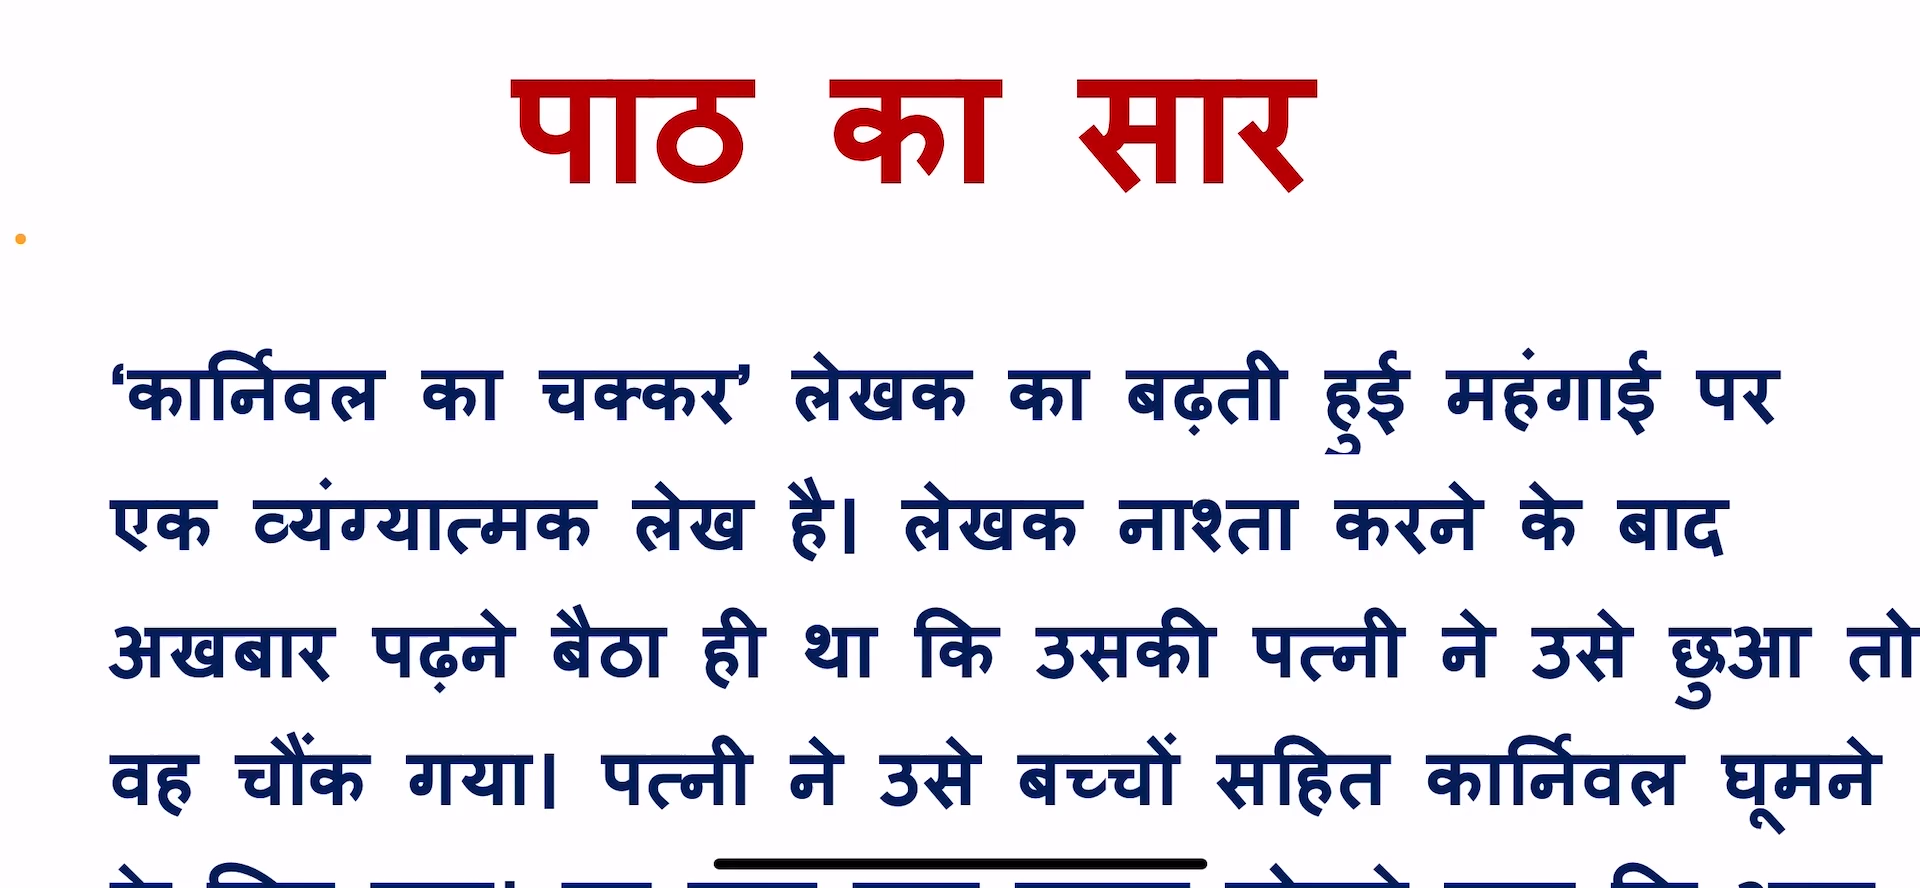 पाठ का सार
‘कार्निवल का चक्कर’ लेखक का बढ़ती हुई महंगाई पर
एक व्यंग्यात्मक लेख है। लेखक नाश्ता करने के बाद
अखबार पढ़ने बैठा ही था कि उसकी पत्नी ने उसे छुआ तो
वह चौंक गया। पत्नी ने उसे बच्चों सहित कार्निवल घूमने